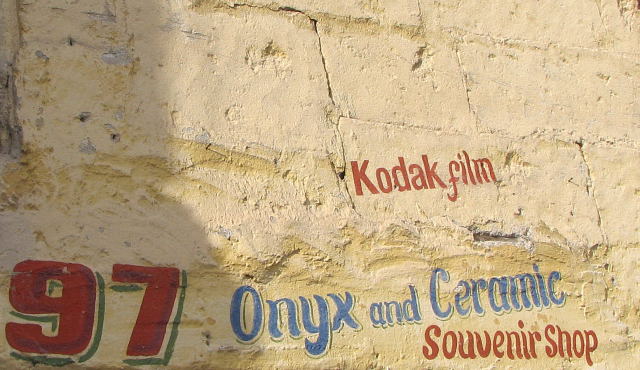 Kodak film
97 Onyx and Ceramic
Souvenir Shop